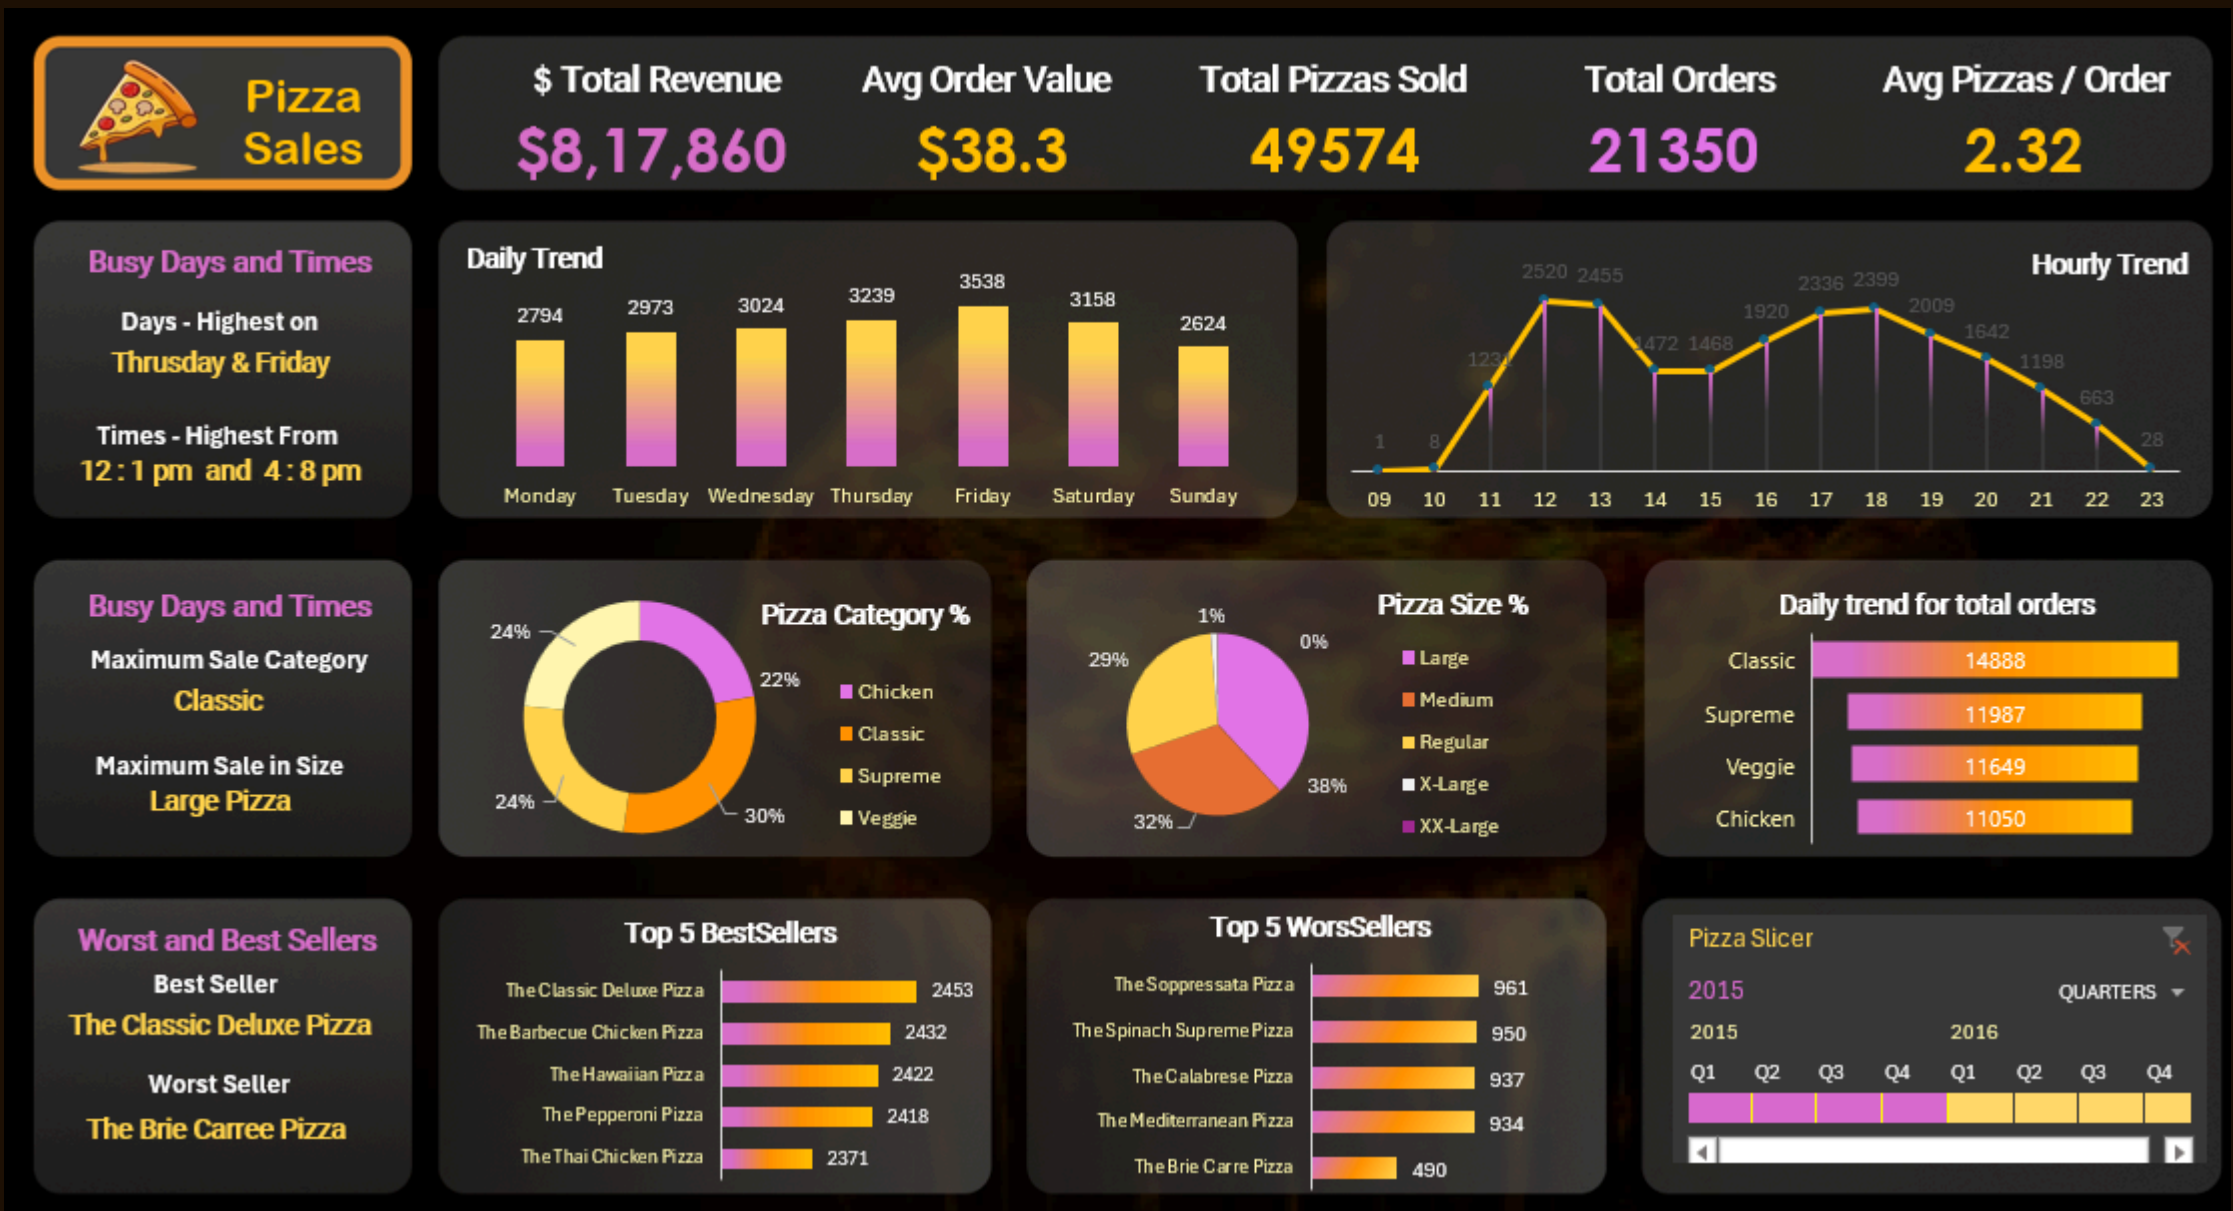 Pizza
Sales
$ Total Revenue
$8,17,860
Avg Order Value
$38.3
Total Pizzas Sold
49574
Total Orders
21350
Avg Pizzas / Order
2.32
Busy Days and Times
Days - Highest on
Thrusday & Friday
Times - Highest From
12 : 1 pm and 4 : 8 pm
Daily Trend
2794
2973
3024
3239
3538
3158
2624
Monday Tuesday Wednesday Thursday Friday Saturday Sunday
Hourly Trend
1
8
1231
2520
2455
1472
1468
1920
2336
2399
2009
1642
1198
663
28
09 10 11 12 13 14 15 16 17 18 19 20 21 22 23
Busy Days and Times
Maximum Sale Category
Classic
Maximum Sale in Size
Large Pizza
Pizza Category %
24%
22%
24%
30%
Chicken
Classic
Supreme
Veggie
Pizza Size %
1%
0%
29%
38%
32%
Large
Medium
Regular
X-Large
XX-Large
Daily trend for total orders
Classic 14888
Supreme 11987
Veggie 11649
Chicken 11050
Worst and Best Sellers
Best Seller
The Classic Deluxe Pizza
Worst Seller
The Brie Carree Pizza
Top 5 BestSellers
The Classic Deluxe Pizza 2453
The Barbecue Chicken Pizza 2432
The Hawaiian Pizza 2422
The Pepperoni Pizza 2418
The Thai Chicken Pizza 2371
Top 5 WorsSellers
The Soppressata Pizza 961
The Spinach Supreme Pizza 950
The Calabrese Pizza 937
The Mediterranean Pizza 934
The Brie Carre Pizza 490
Pizza Slicer
2015 QUARTERS
2015 2016
Q1 Q2 Q3 Q4 Q1 Q2 Q3 Q4